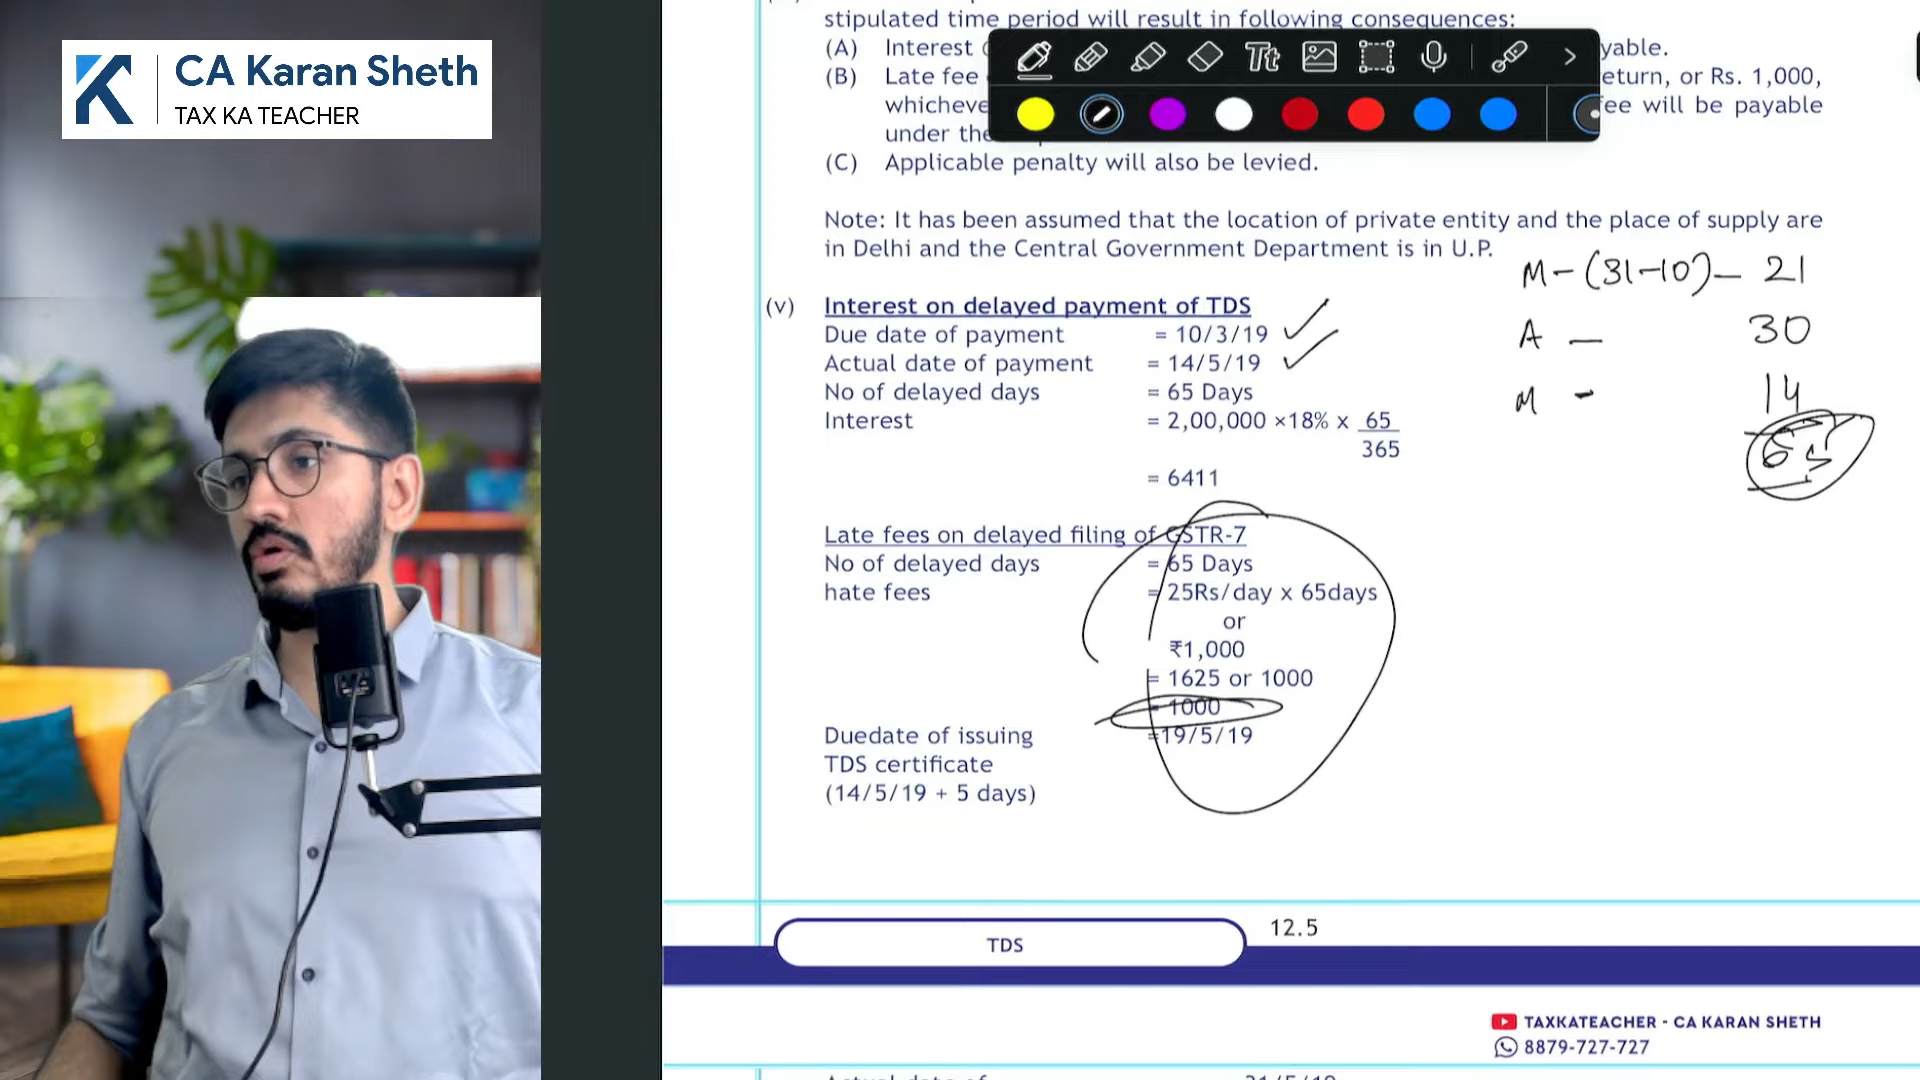 CA Karan Sheth
TAX KA TEACHER
stipulated time period will result in following consequences:
(A) Interest yable.
(B) Late fee eturn, or Rs. 1,000,
whicheve ee will be payable
under the
(C) Applicable penalty will also be levied.
Note: It has been assumed that the location of private entity and the place of supply are
in Delhi and the Central Government Department is in U.P.
M-(31-10)- 21
A - 30
M - 14
65
(v) Interest on delayed payment of TDS
Due date of payment = 10/3/19
Actual date of payment = 14/5/19
No of delayed days = 65 Days
Interest = 2,00,000 ×18% x 65
365
= 6411
Late fees on delayed filing of GSTR-7
No of delayed days = 65 Days
hate fees = 25Rs/day x 65days
or
₹1,000
= 1625 or 1000
= 1000
Duedate of issuing =19/5/19
TDS certificate
(14/5/19 + 5 days)
TDS
12.5
TAXKATEACHER - CA KARAN SHETH
8879-727-727